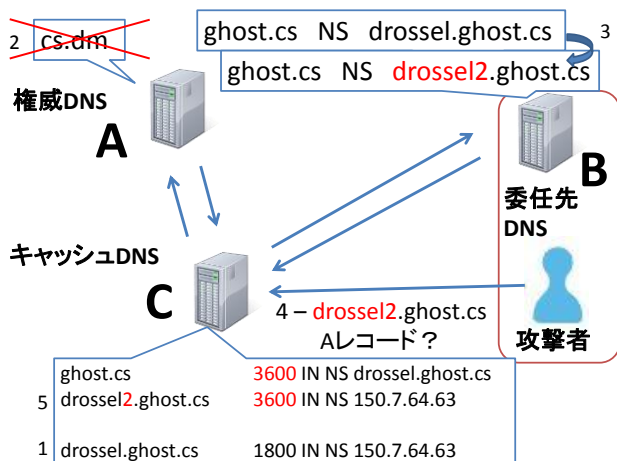 2 cs.dm
ghost.cs NS drossel.ghost.cs
3
ghost.cs NS drossel2.ghost.cs
権威DNS
A
B
委任先
DNS
キャッシュDNS
C
4 – drossel2.ghost.cs
Aレコード？
攻撃者
ghost.cs 3600 IN NS drossel.ghost.cs
5 drossel2.ghost.cs 3600 IN NS 150.7.64.63
1 drossel.ghost.cs 1800 IN NS 150.7.64.63